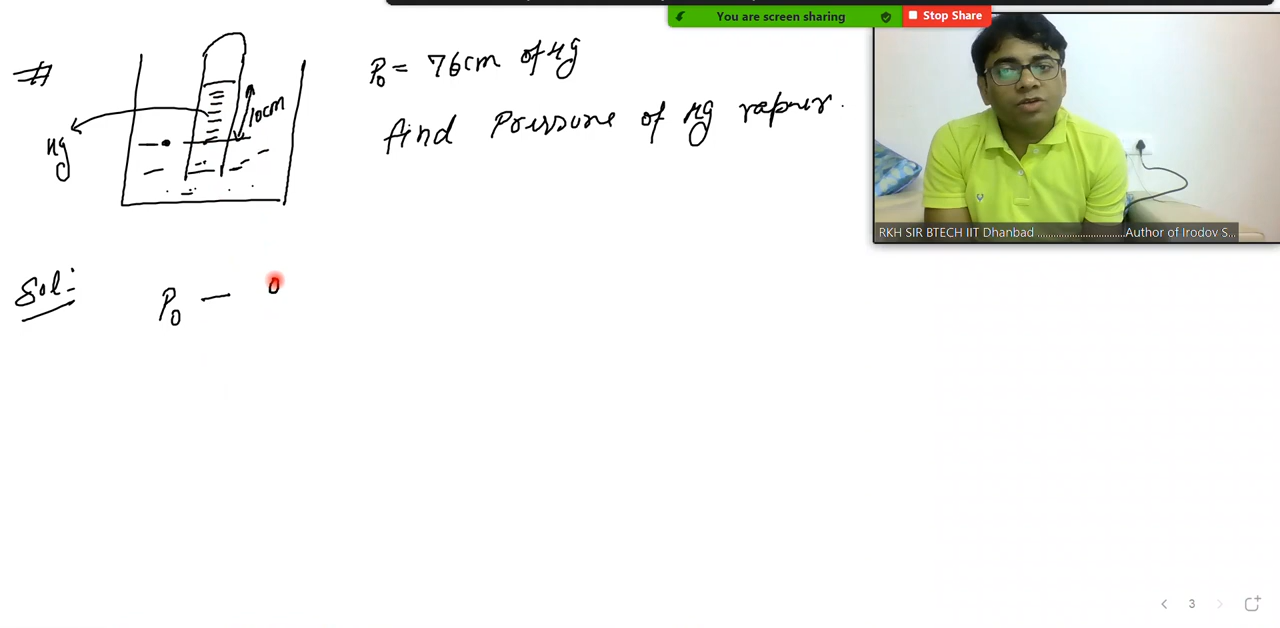 You are screen sharing
Stop Share
P₀ = 76cm of Hg
find Pressure of Hg vapour.
10cm
Hg
RKH SIR BTECH IIT Dhanbad ................................Author of Irodov S...
Sol:
P₀ — 0
3